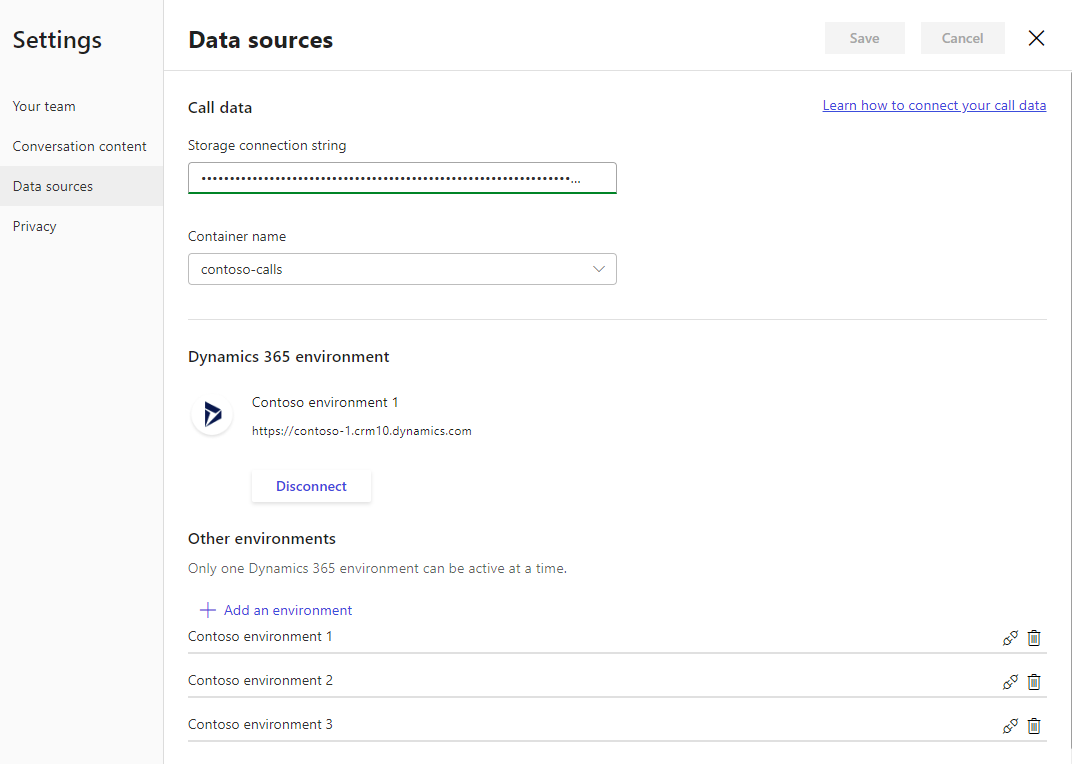 Settings
Your team
Conversation content
Data sources
Privacy
Data sources
Save
Cancel
Call data
Learn how to connect your call data
Storage connection string
••••••••••••••••••••••••••••••••••••••••••••••••••••••••••••••••••...
Container name
contoso-calls
Dynamics 365 environment
Contoso environment 1
https://contoso-1.crm10.dynamics.com
Disconnect
Other environments
Only one Dynamics 365 environment can be active at a time.
Add an environment
Contoso environment 1
Contoso environment 2
Contoso environment 3